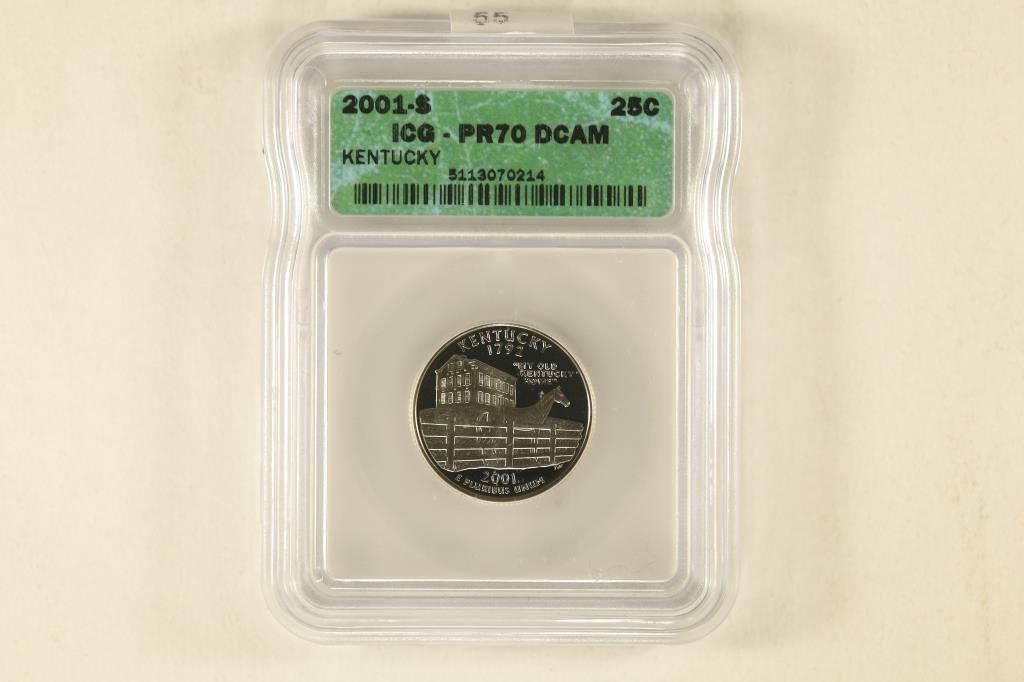 55
2001-S 25C
ICG - PR70 DCAM
KENTUCKY
5113070214
KENTUCKY
1792
"MY OLD
KENTUCKY
HOME"
2001
E PLURIBUS UNUM